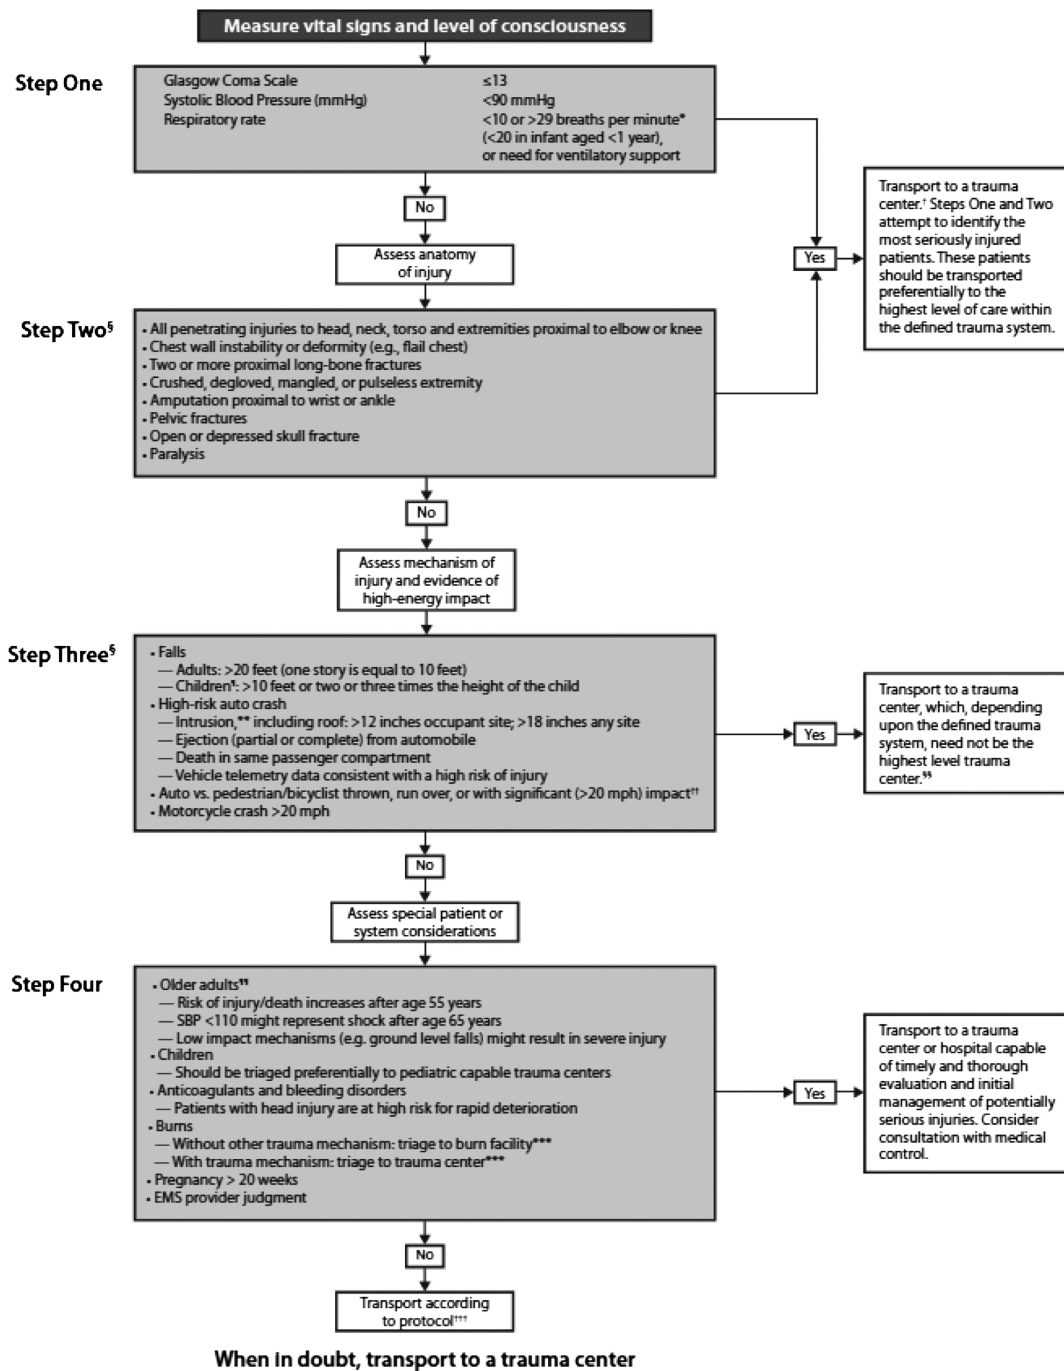 Measure vital signs and level of consciousness
Step One
Glasgow Coma Scale ≤13
Systolic Blood Pressure (mmHg) <90 mmHg
Respiratory rate <10 or >29 breaths per minute*
(<20 in infant aged <1 year),
or need for ventilatory support
No
Yes
Transport to a trauma
center.† Steps One and Two
attempt to identify the
most seriously injured
patients. These patients
should be transported
preferentially to the
highest level of care within
the defined trauma system.
Assess anatomy
of injury
Step Two§
• All penetrating injuries to head, neck, torso and extremities proximal to elbow or knee
• Chest wall instability or deformity (e.g., flail chest)
• Two or more proximal long-bone fractures
• Crushed, degloved, mangled, or pulseless extremity
• Amputation proximal to wrist or ankle
• Pelvic fractures
• Open or depressed skull fracture
• Paralysis
No
Assess mechanism of
injury and evidence of
high-energy impact
Step Three§
• Falls
— Adults: >20 feet (one story is equal to 10 feet)
— Children¶: >10 feet or two or three times the height of the child
• High-risk auto crash
— Intrusion,** including roof: >12 inches occupant site; >18 inches any site
— Ejection (partial or complete) from automobile
— Death in same passenger compartment
— Vehicle telemetry data consistent with a high risk of injury
• Auto vs. pedestrian/bicyclist thrown, run over, or with significant (>20 mph) impact††
• Motorcycle crash >20 mph
Yes
Transport to a trauma
center, which, depending
upon the defined trauma
system, need not be the
highest level trauma
center.§§
No
Assess special patient or
system considerations
Step Four
• Older adults¶¶
— Risk of injury/death increases after age 55 years
— SBP <110 might represent shock after age 65 years
— Low impact mechanisms (e.g. ground level falls) might result in severe injury
• Children
— Should be triaged preferentially to pediatric capable trauma centers
• Anticoagulants and bleeding disorders
— Patients with head injury are at high risk for rapid deterioration
• Burns
— Without other trauma mechanism: triage to burn facility***
— With trauma mechanism: triage to trauma center***
• Pregnancy > 20 weeks
• EMS provider judgment
Yes
Transport to a trauma
center or hospital capable
of timely and thorough
evaluation and initial
management of potentially
serious injuries. Consider
consultation with medical
control.
No
Transport according
to protocol†††
When in doubt, transport to a trauma center